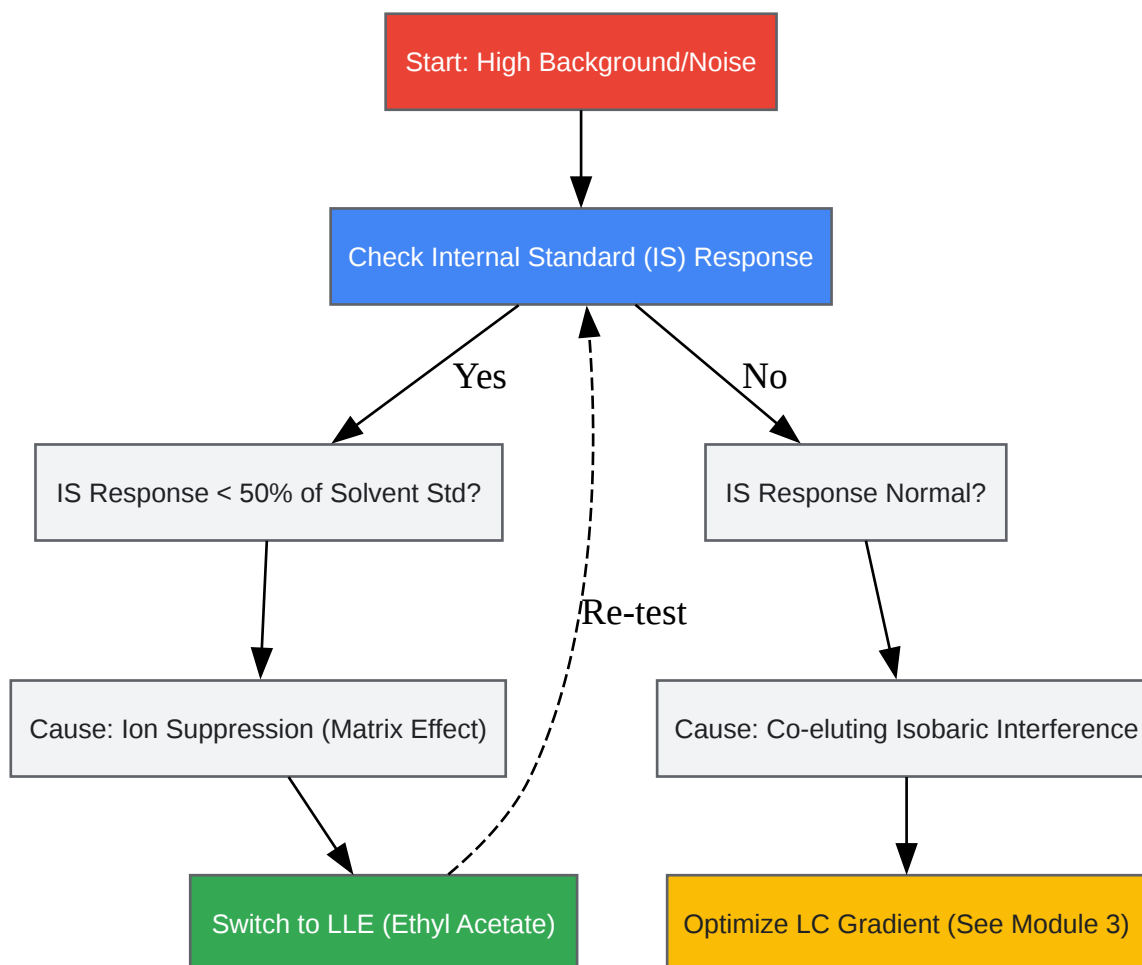 Start: High Background/Noise
Check Internal Standard (IS) Response
Yes
No
IS Response < 50% of Solvent Std?
IS Response Normal?
Re-test
Cause: Ion Suppression (Matrix Effect)
Cause: Co-eluting Isobaric Interference
Switch to LLE (Ethyl Acetate)
Optimize LC Gradient (See Module 3)